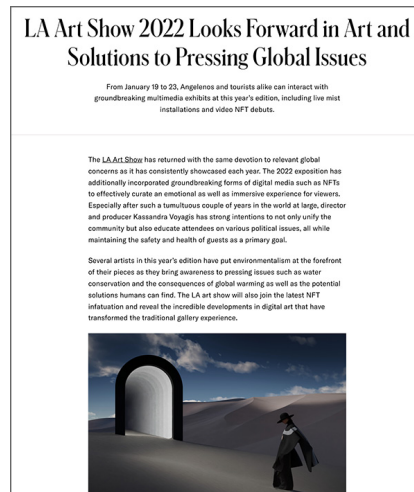 LA Art Show 2022 Looks Forward in Art and
Solutions to Pressing Global Issues
From January 19 to 23, Angelenos and tourists alike can interact with
groundbreaking multimedia exhibits at this year's edition, including live mist
installations and video NFT debuts.
The LA Art Show has returned with the same devotion to relevant global
concerns as it has consistently showcased each year. The 2022 exposition has
additionally incorporated groundbreaking forms of digital media such as NFTs
to effectively curate an emotional as well as immersive experience for viewers.
Especially after such a tumultuous couple of years in the world at large, director
and producer Kassandra Voyagis has strong intentions to not only unify the
community but also educate attendees on various political issues, all while
maintaining the safety and health of guests as a primary goal.
Several artists in this year's edition have put environmentalism at the forefront
of their pieces as they bring awareness to pressing issues such as water
conservation and the consequences of global warming as well as the potential
solutions humans can find. The LA art show will also join the latest NFT
infatuation and reveal the incredible developments in digital art that have
transformed the traditional gallery experience.